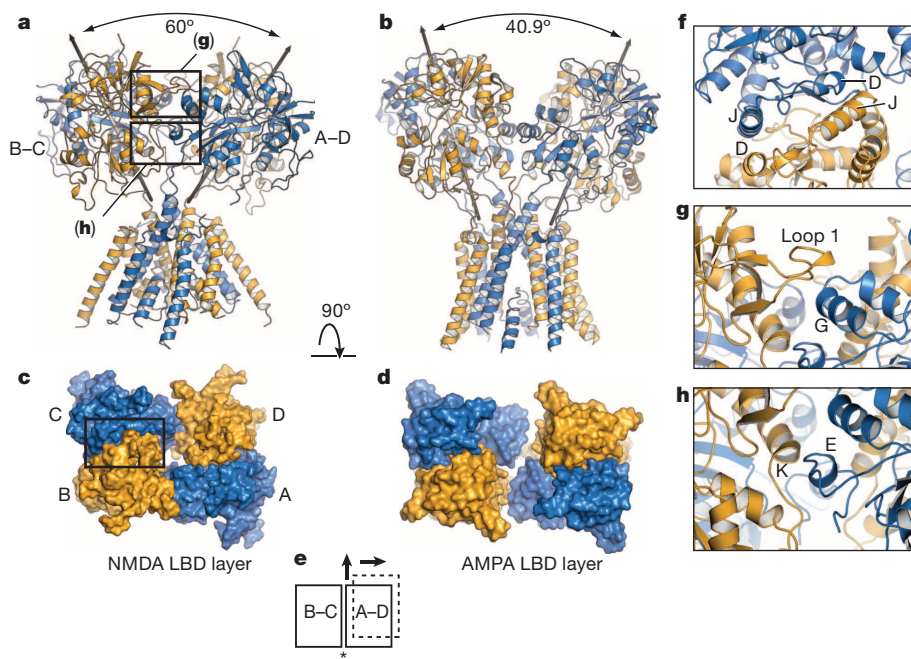 a
60°
(g)
B–C
A–D
(h)
b
40.9°
90°
c
C
D
B
A
NMDA LBD layer
d
AMPA LBD layer
e
B–C
A–D
*
f
D
J
J
D
g
Loop 1
G
h
E
K